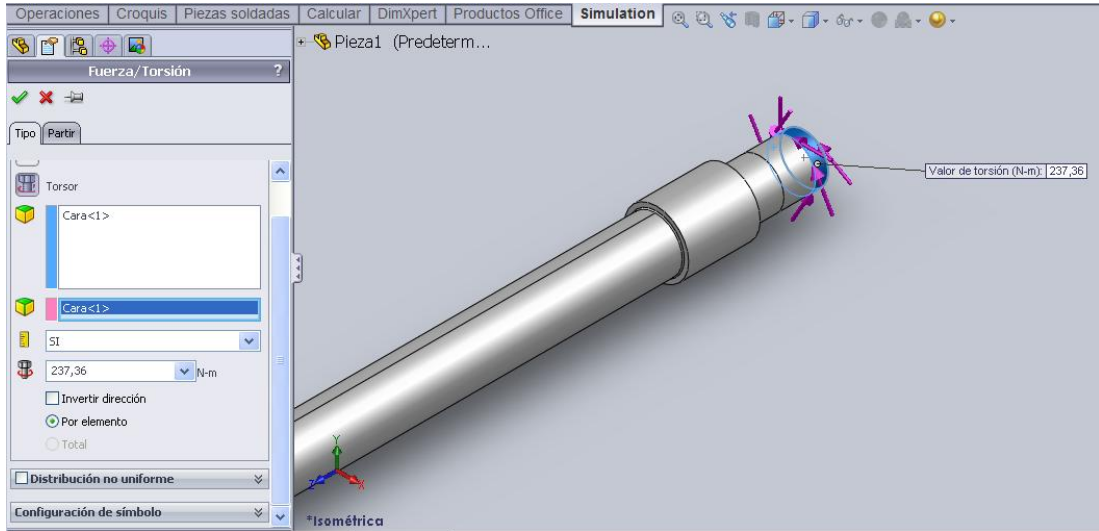 Operaciones Croquis Piezas soldadas Calcular DimXpert Productos Office Simulation
Pieza1 (Predeterm...
Fuerza/Torsión ?
Tipo Partir
Torsor
Cara<1>
Cara<1>
SI
237,36 N-m
Invertir dirección
Por elemento
Total
Distribución no uniforme
Configuración de símbolo
Valor de torsión (N-m): 237,36
Y
Z X
*Isométrica